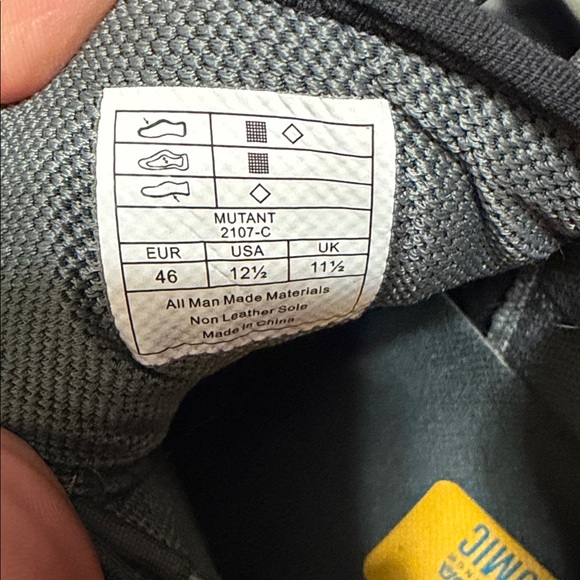 MUTANT
2107-C
EUR USA UK
46 12½ 11½
All Man Made Materials
Non Leather Sole
Made in China
OMIC